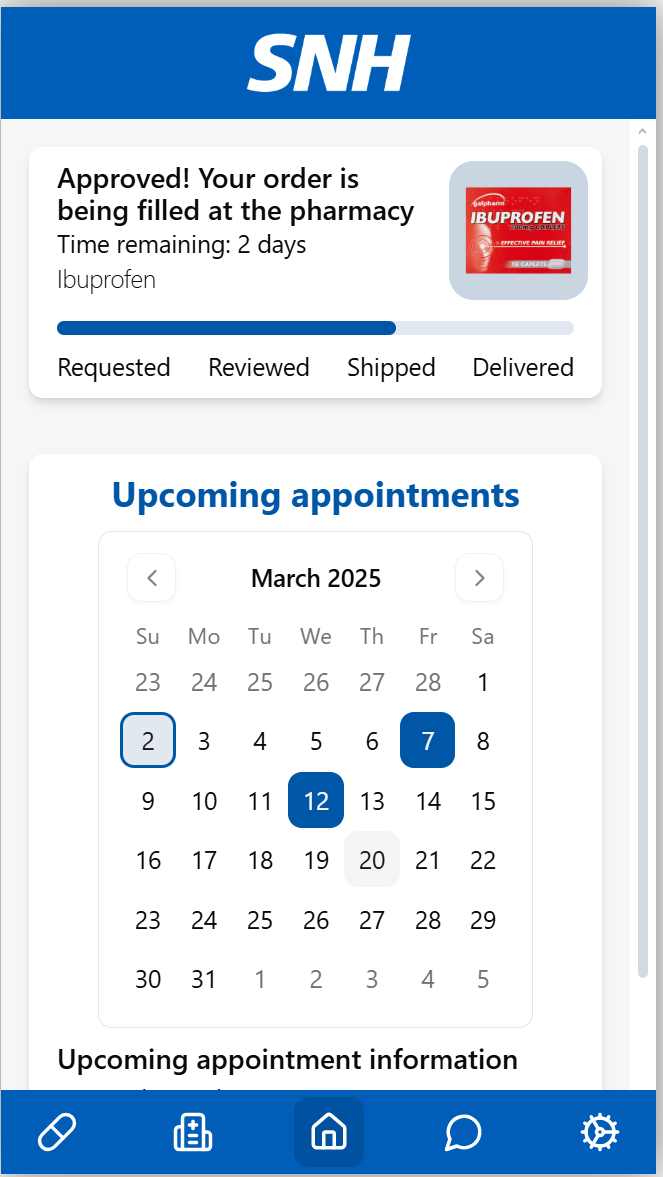 SNH
Approved! Your order is
being filled at the pharmacy
Time remaining: 2 days
Ibuprofen
galpharm
IBUPROFEN
200mg CAPLETS
EFFECTIVE PAIN RELIEF
16 CAPLETS
Requested Reviewed Shipped Delivered
Upcoming appointments
March 2025
Su Mo Tu We Th Fr Sa
23 24 25 26 27 28 1
2 3 4 5 6 7 8
9 10 11 12 13 14 15
16 17 18 19 20 21 22
23 24 25 26 27 28 29
30 31 1 2 3 4 5
Upcoming appointment information